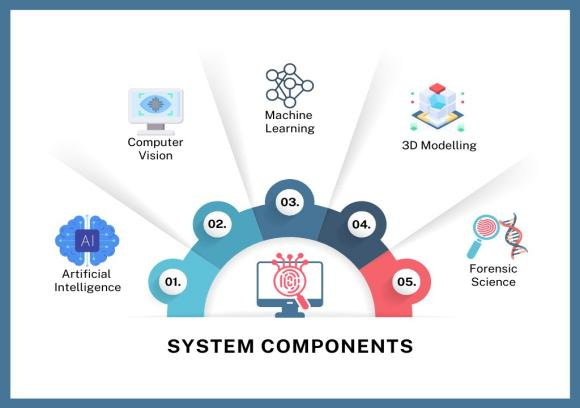 Machine
Learning
Computer
Vision
3D Modelling
03.
02.
04.
AI
Artificial
Intelligence
01.
05.
Forensic
Science
SYSTEM COMPONENTS